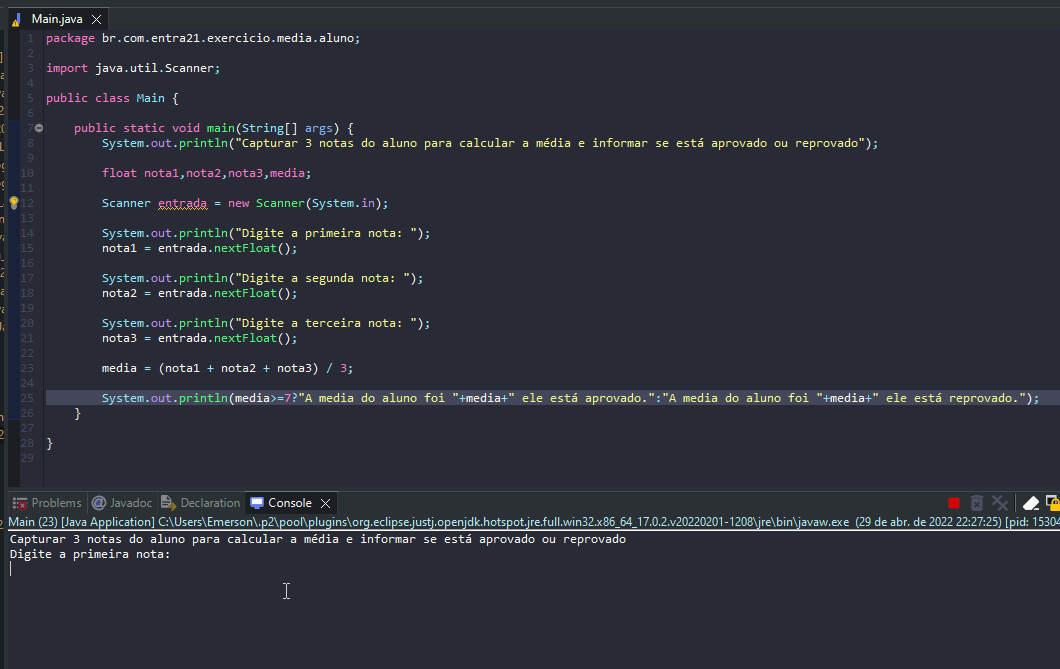 Main.java
1 package br.com.entra21.exercicio.media.aluno;
2
3 import java.util.Scanner;
4
5 public class Main {
6
7 public static void main(String[] args) {
8 System.out.println("Capturar 3 notas do aluno para calcular a média e informar se está aprovado ou reprovado");
9
10 float nota1,nota2,nota3,media;
11
12 Scanner entrada = new Scanner(System.in);
13
14 System.out.println("Digite a primeira nota: ");
15 nota1 = entrada.nextFloat();
16
17 System.out.println("Digite a segunda nota: ");
18 nota2 = entrada.nextFloat();
19
20 System.out.println("Digite a terceira nota: ");
21 nota3 = entrada.nextFloat();
22
23 media = (nota1 + nota2 + nota3) / 3;
24
25 System.out.println(media>=7?"A media do aluno foi "+media+" ele está aprovado.":"A media do aluno foi "+media+" ele está reprovado.");
26 }
27
28 }
29
Problems @ Javadoc Declaration Console
Main (23) [Java Application] C:\Users\Emerson\.p2\pool\plugins\org.eclipse.justj.openjdk.hotspot.jre.full.win32.x86_64_17.0.2.v20220201-1208\jre\bin\javaw.exe (29 de abr. de 2022 22:27:25) [pid: 15304
Capturar 3 notas do aluno para calcular a média e informar se está aprovado ou reprovado
Digite a primeira nota: